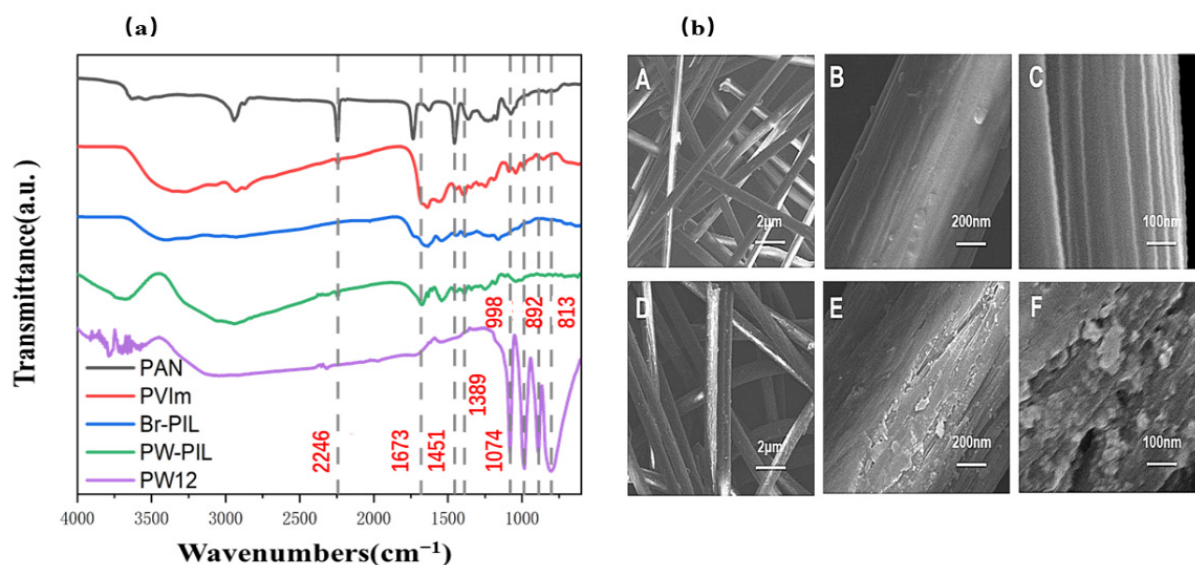 (a)
Transmittance(a.u.)
PAN
PVIm
Br-PIL
PW-PIL
PW12
2246
1673
1451
1389
1074
998
892
813
4000 3500 3000 2500 2000 1500 1000
Wavenumbers(cm⁻¹)
(b)
A
2μm
B
200nm
C
100nm
D
2μm
E
200nm
F
100nm